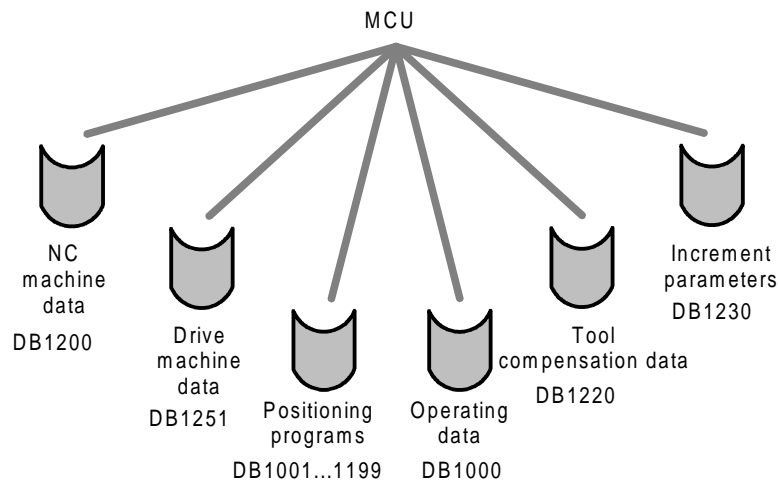 MCU
NC
machine
data
DB1200
Drive
machine
data
DB1251
Positioning
programs
DB1001...1199
Operating
data
DB1000
Tool
compensation data
DB1220
Increment
parameters
DB1230